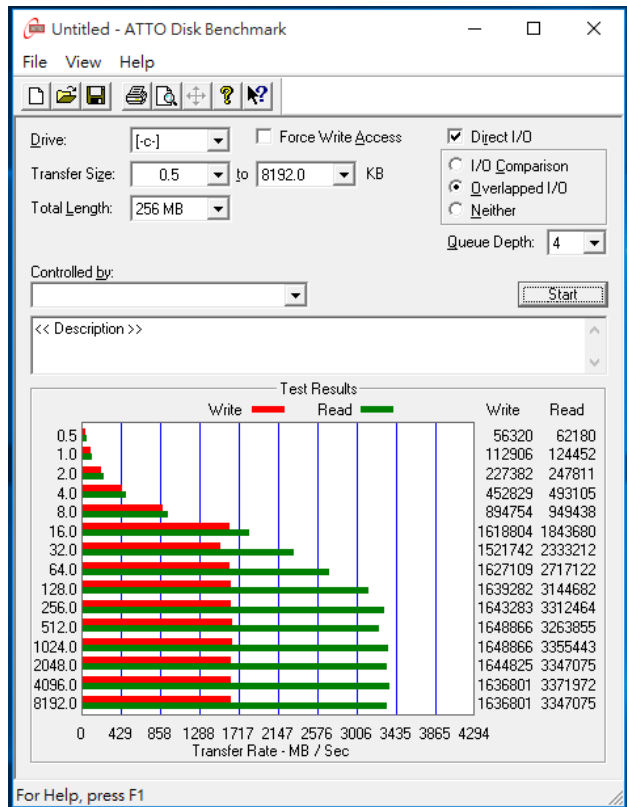 Untitled - ATTO Disk Benchmark
File View Help
Drive: [-c-] Force Write Access Direct I/O
Transfer Size: 0.5 to 8192.0 KB I/O Comparison
Overlapped I/O
Total Length: 256 MB Neither
Queue Depth: 4
Controlled by:
Start
<< Description >>
Test Results
Write Read Write Read
0.5 56320 62180
1.0 112906 124452
2.0 227382 247811
4.0 452829 493105
8.0 894754 949438
16.0 1618804 1843680
32.0 1521742 2333212
64.0 1627109 2717122
128.0 1639282 3144682
256.0 1643283 3312464
512.0 1648866 3263855
1024.0 1648866 3355443
2048.0 1644825 3347075
4096.0 1636801 3371972
8192.0 1636801 3347075
0 429 858 1288 1717 2147 2576 3006 3435 3865 4294
Transfer Rate - MB / Sec
For Help, press F1